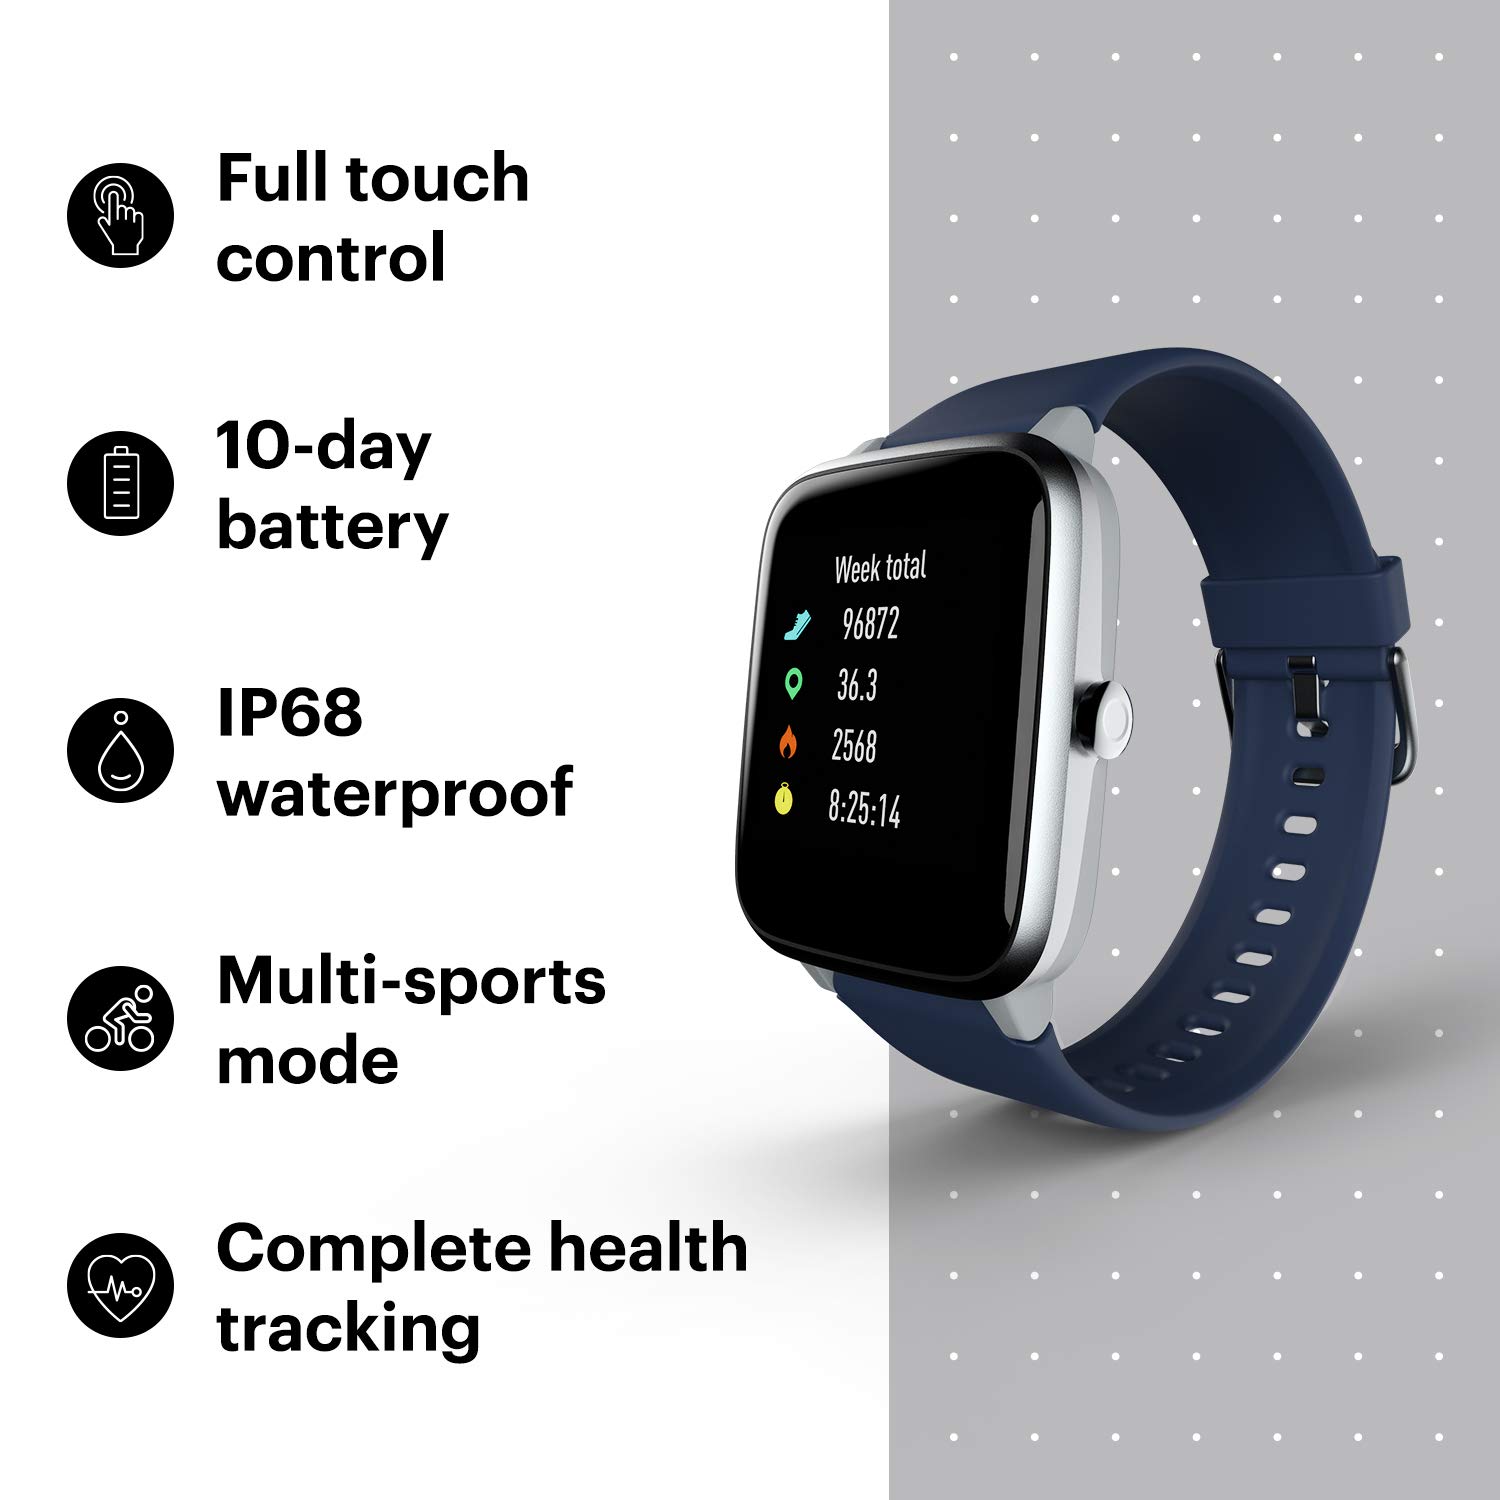 Full touch
control
10-day
battery
IP68
waterproof
Multi-sports
mode
Complete health
tracking
Week total
96872
36.3
2568
8:25:14